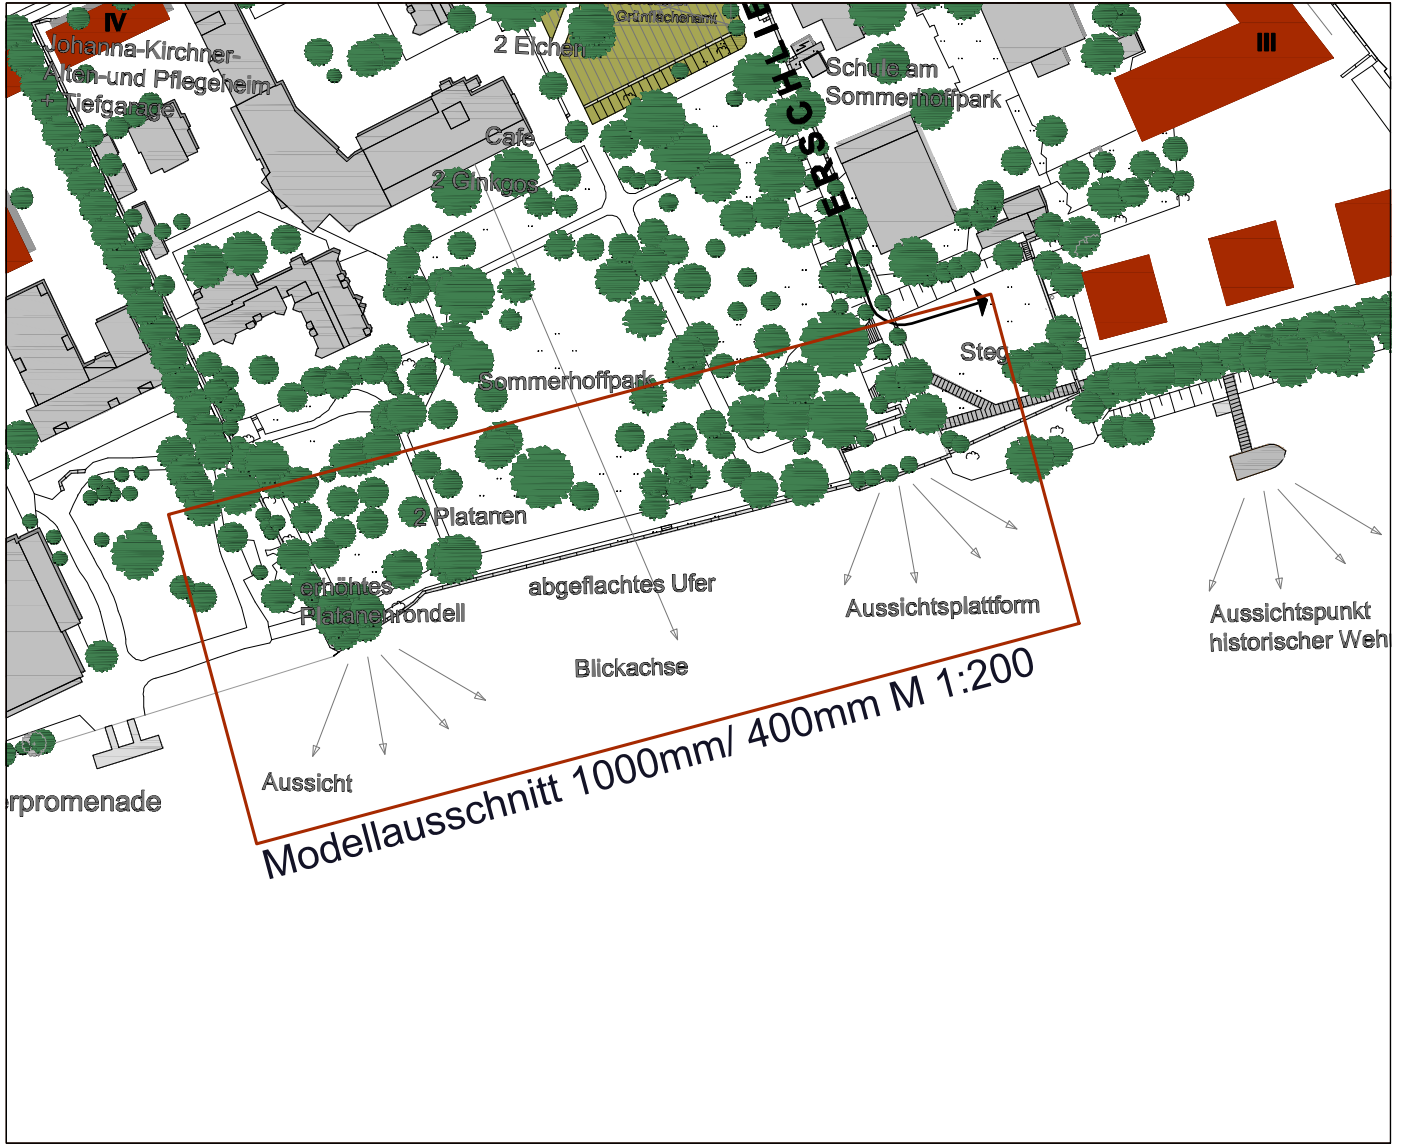 IV
Johanna-Kirchner-
Alten-und Pflegeheim
+ Tiefgarage
2 Eichen
Grünflächenamt
ERSCHLIE
III
Schule am
Sommerhoffpark
Cafe
2 Ginkgos
Steg
Sommerhoffpark
2 Platanen
erhöhtes
Platanenrondell
abgeflachtes Ufer
Aussichtsplattform
Aussichtspunkt
historischer Weh
Blickachse
Aussicht
erpromenade
Modellausschnitt 1000mm/ 400mm M 1:200